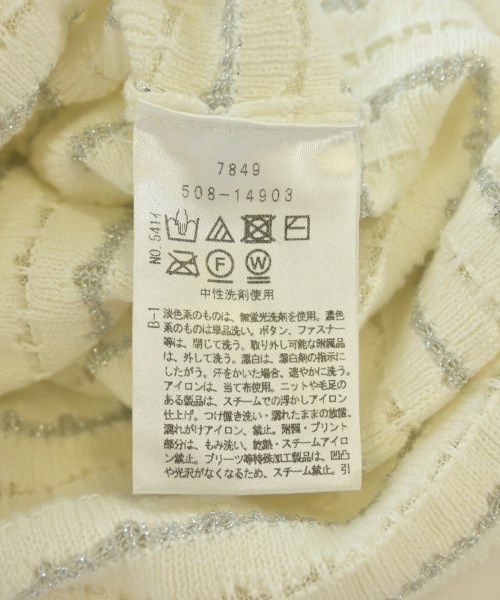 7849
508-14903
NO. 5414
F W
中性洗剤使用
B-1
淡色系のものは、無蛍光洗剤を使用。濃色
系のものは単品洗い。ボタン、ファスナー
等は、閉じて洗う。取り外し可能な附属品
は、外して洗う。漂白は、漂白剤の指示に
したがう。汗をかいた場合、速やかに洗う。
アイロンは、当て布使用。ニットや毛足の
ある製品は、スチームでの浮かしアイロン
仕上げ。つけ置き洗い・濡れたままの放置、
濡れがけアイロン、禁止。附属・プリント
部分は、もみ洗い、乾熱・スチームアイロ
ン禁止。プリーツ等特殊加工製品は、凹凸
や光沢がなくなるため、スチーム禁止。引